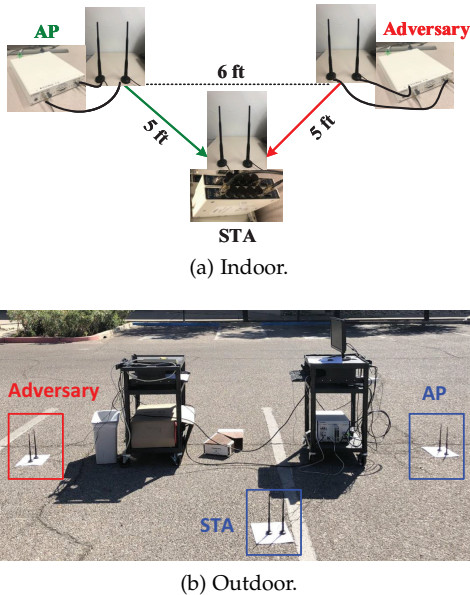 AP
Adversary
6 ft
5 ft
5 ft
STA
(a) Indoor.
Adversary
AP
STA
(b) Outdoor.